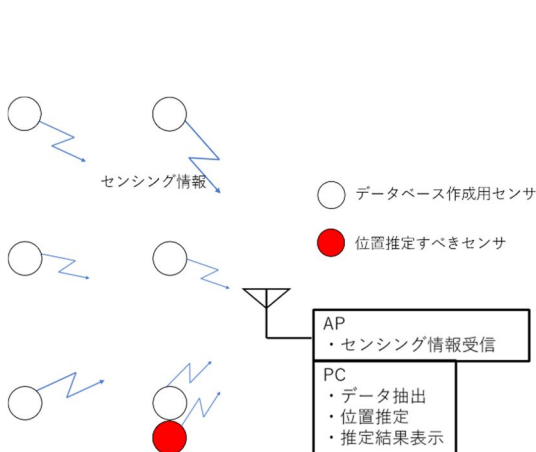 センシング情報
データベース作成用センサ
位置推定すべきセンサ
AP
・センシング情報受信
PC
・データ抽出
・位置推定
・推定結果表示